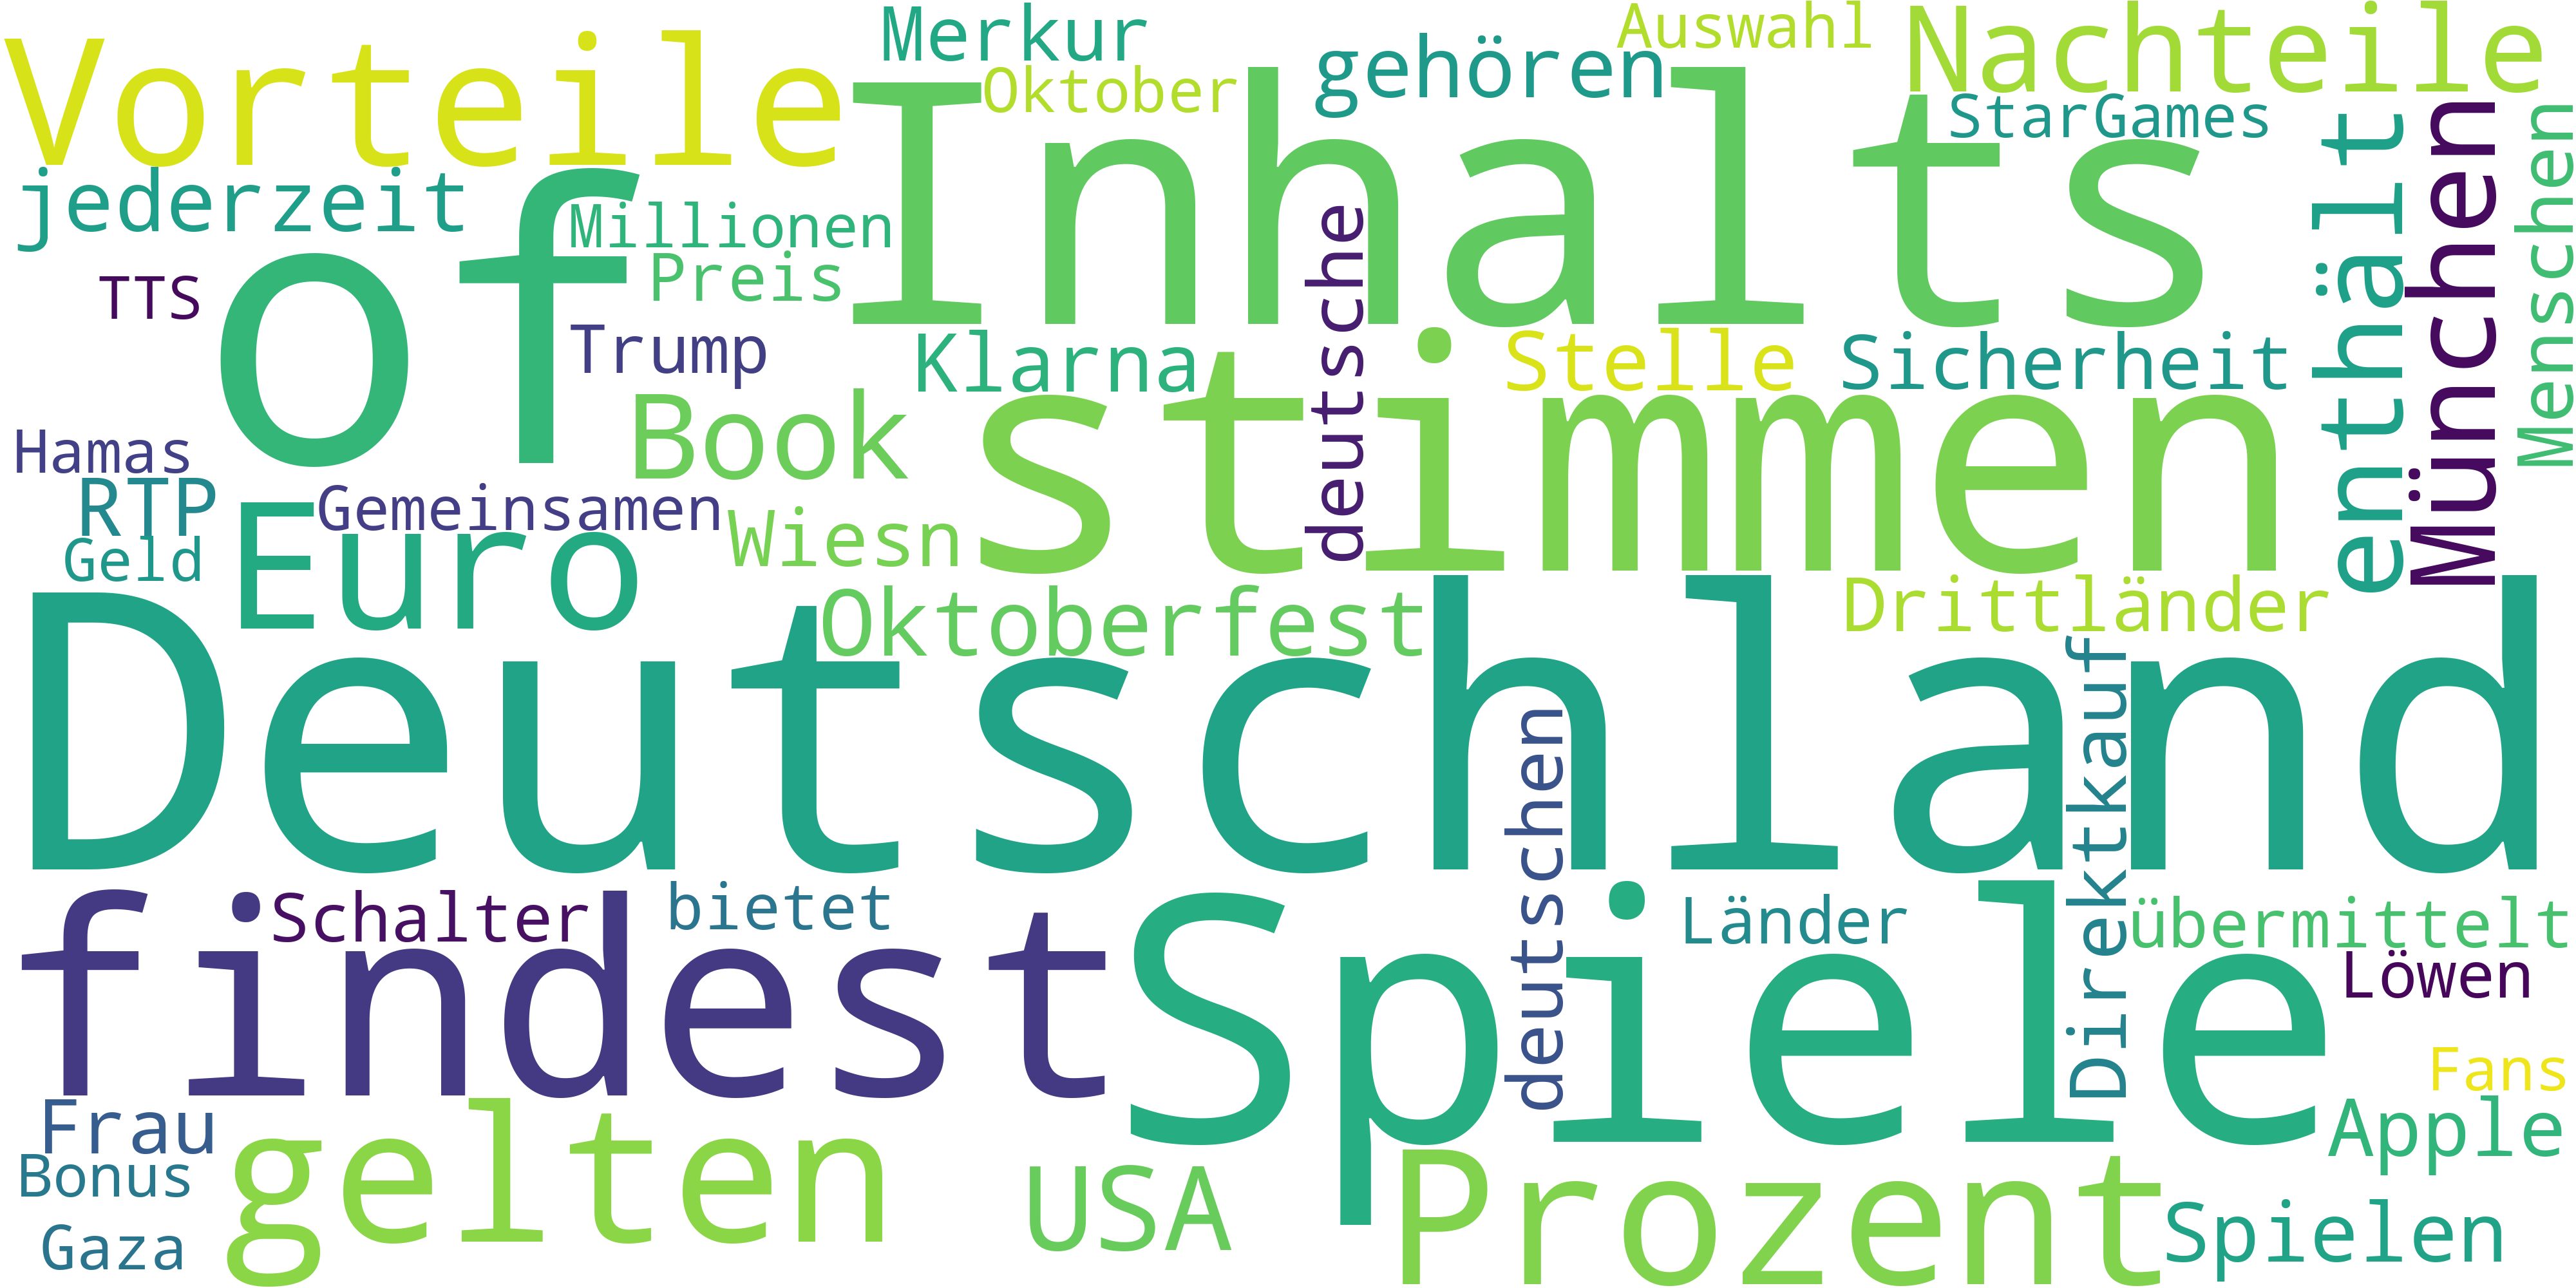 Vorteile
Merkur
Oktober
gehören
Auswahl
Nachteile
StarGames
Inhalts
jederzeit
of
Millionen
Preis
TTS
Trump
Klarna
deutsche
Stelle
Sicherheit
enthält
München
Menschen
Hamas
Book
stimmen
RTP
Gemeinsamen
Wiesn
Geld
Euro
Oktoberfest
Drittländer
Deutschland
deutschen
Direktkauf
Schalter
bietet
Länder
übermittelt
findest
Spiele
Löwen
Fans
Frau
Apple
Bonus
gelten
USA
Prozent
Spielen
Gaza